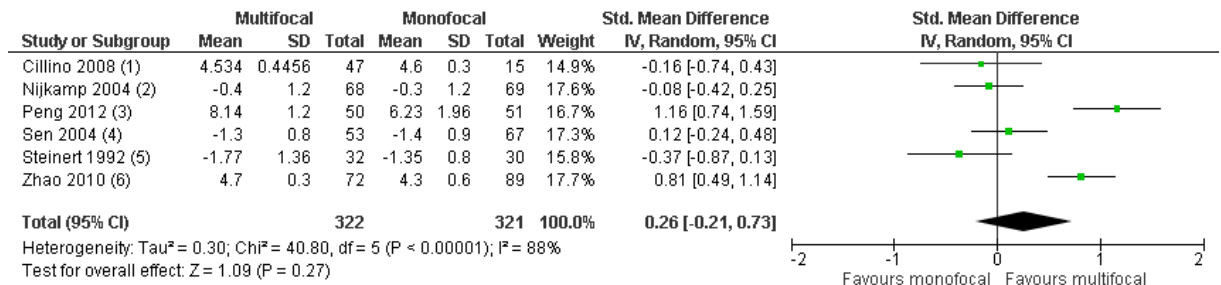 Multifocal Monofocal Std. Mean Difference Std. Mean Difference
Study or Subgroup Mean SD Total Mean SD Total Weight IV, Random, 95% CI IV, Random, 95% CI
Cillino 2008 (1) 4.534 0.4456 47 4.6 0.3 15 14.9% -0.16 [-0.74, 0.43]
Nijkamp 2004 (2) -0.4 1.2 68 -0.3 1.2 69 17.6% -0.08 [-0.42, 0.25]
Peng 2012 (3) 8.14 1.2 50 6.23 1.96 51 16.7% 1.16 [0.74, 1.59]
Sen 2004 (4) -1.3 0.8 53 -1.4 0.9 67 17.3% 0.12 [-0.24, 0.48]
Steinert 1992 (5) -1.77 1.36 32 -1.35 0.8 30 15.8% -0.37 [-0.87, 0.13]
Zhao 2010 (6) 4.7 0.3 72 4.3 0.6 89 17.7% 0.81 [0.49, 1.14]
Total (95% CI) 322 321 100.0% 0.26 [-0.21, 0.73]
Heterogeneity: Tau² = 0.30; Chi² = 40.80, df = 5 (P < 0.00001); I² = 88%
Test for overall effect: Z = 1.09 (P = 0.27)
-2 -1 0 1 2
Favours monofocal Favours multifocal